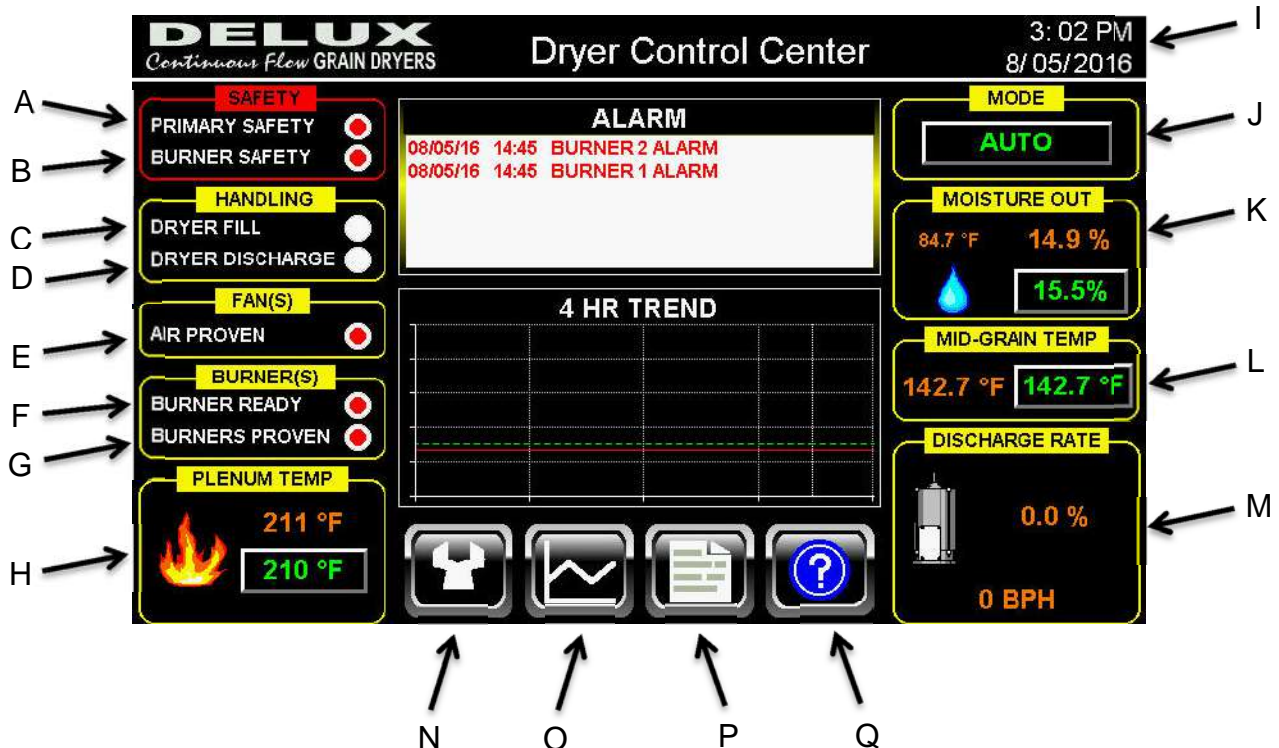 DELUX
Continuous Flow GRAIN DRYERS
Dryer Control Center
3: 02 PM
8/ 05/ 2016
I
A
B
C
D
E
F
G
H
SAFETY
PRIMARY SAFETY
BURNER SAFETY
HANDLING
DRYER FILL
DRYER DISCHARGE
FAN(S)
AIR PROVEN
BURNER(S)
BURNER READY
BURNERS PROVEN
PLENUM TEMP
211 °F
210 °F
ALARM
08/05/16 14:45 BURNER 2 ALARM
08/05/16 14:45 BURNER 1 ALARM
4 HR TREND
?
MODE
AUTO
MOISTURE OUT
84.7 °F 14.9 %
15.5%
MID-GRAIN TEMP
142.7 °F 142.7 °F
DISCHARGE RATE
0.0 %
0 BPH
J
K
L
M
N O P Q